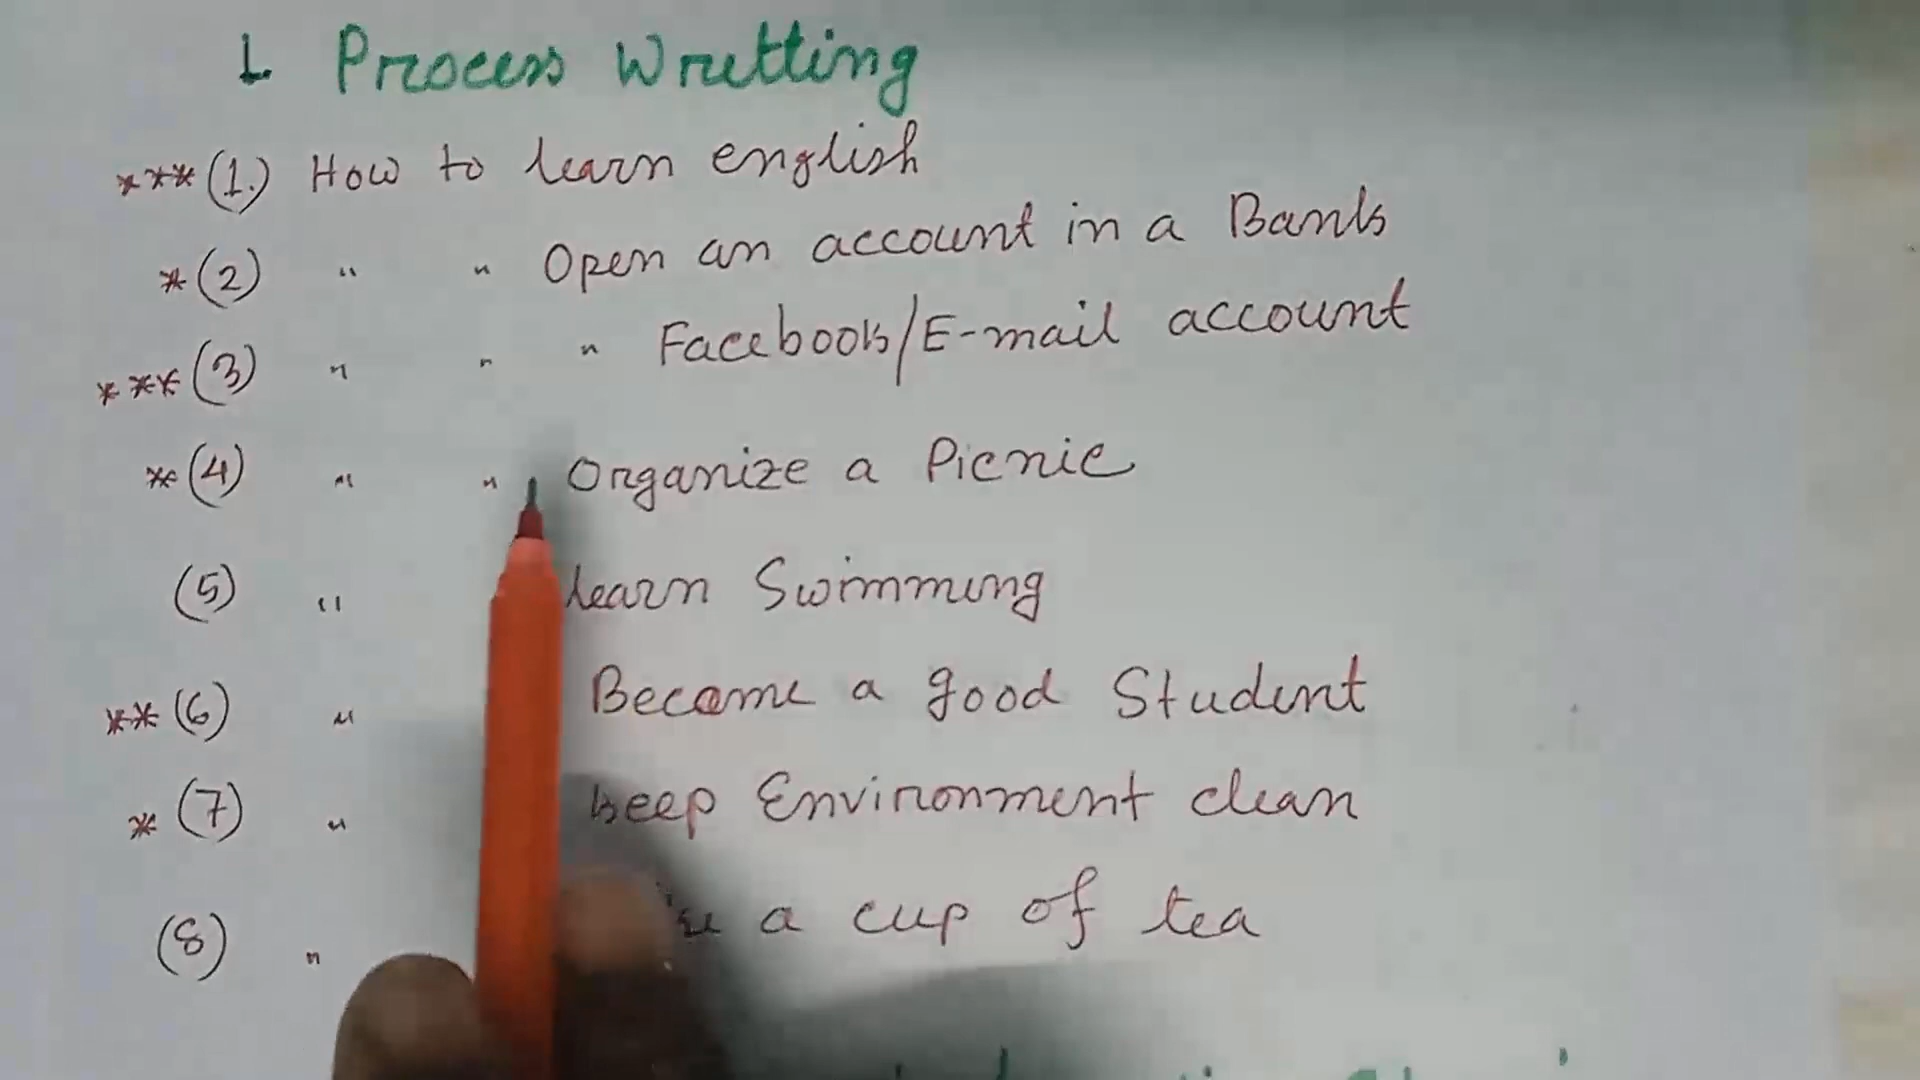 1. Process Writting
***(1.) How to learn english
*(2) " " Open an account in a Bank
***(3) " " " Facebook/E-mail account
*(4) " " Organize a Picnic
(5) " learn Swimming
**(6) " Become a good Student
*(7) " keep Environment clean
(8) " a cup of tea